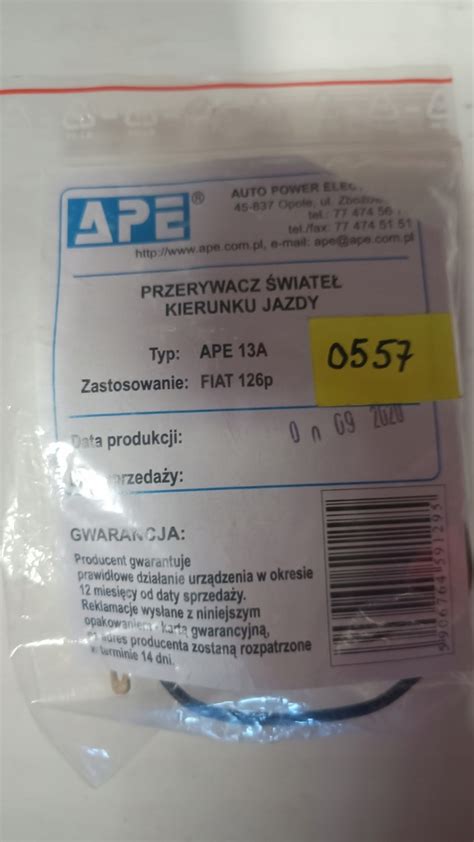 APE®
AUTO POWER
45-837 Opole, ul.
tel.: 77 474 56
tel./fax: 77 474 51 51
http://www.ape.com.pl, e-mail: ape@ape.com.pl
PRZERYWACZ ŚWIATEŁ
KIERUNKU JAZDY
Typ: APE 13A
0557
Zastosowanie: FIAT 126p
Data produkcji: 09 2020
sprzedaży:
GWARANCJA:
Producent gwarantuje
prawidłowe działanie urządzenia w okresie
12 miesięcy od daty sprzedaży.
Reklamacje wysłane z niniejszym
opakowaniem kartą gwarancyjną,
adres producenta zostaną rozpatrzone
w terminie 14 dni.
5906764591295